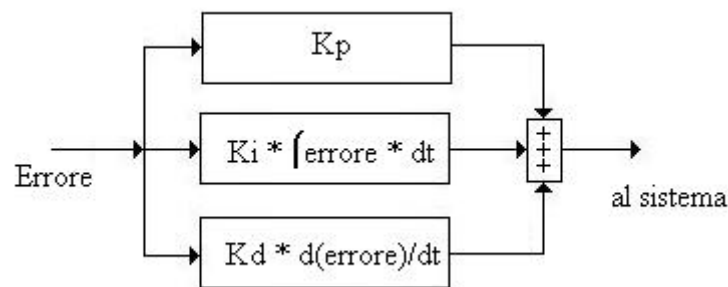 Kp
Ki * ∫errore * dt
+
+
+
Errore
al sistema
Kd * d(errore)/dt